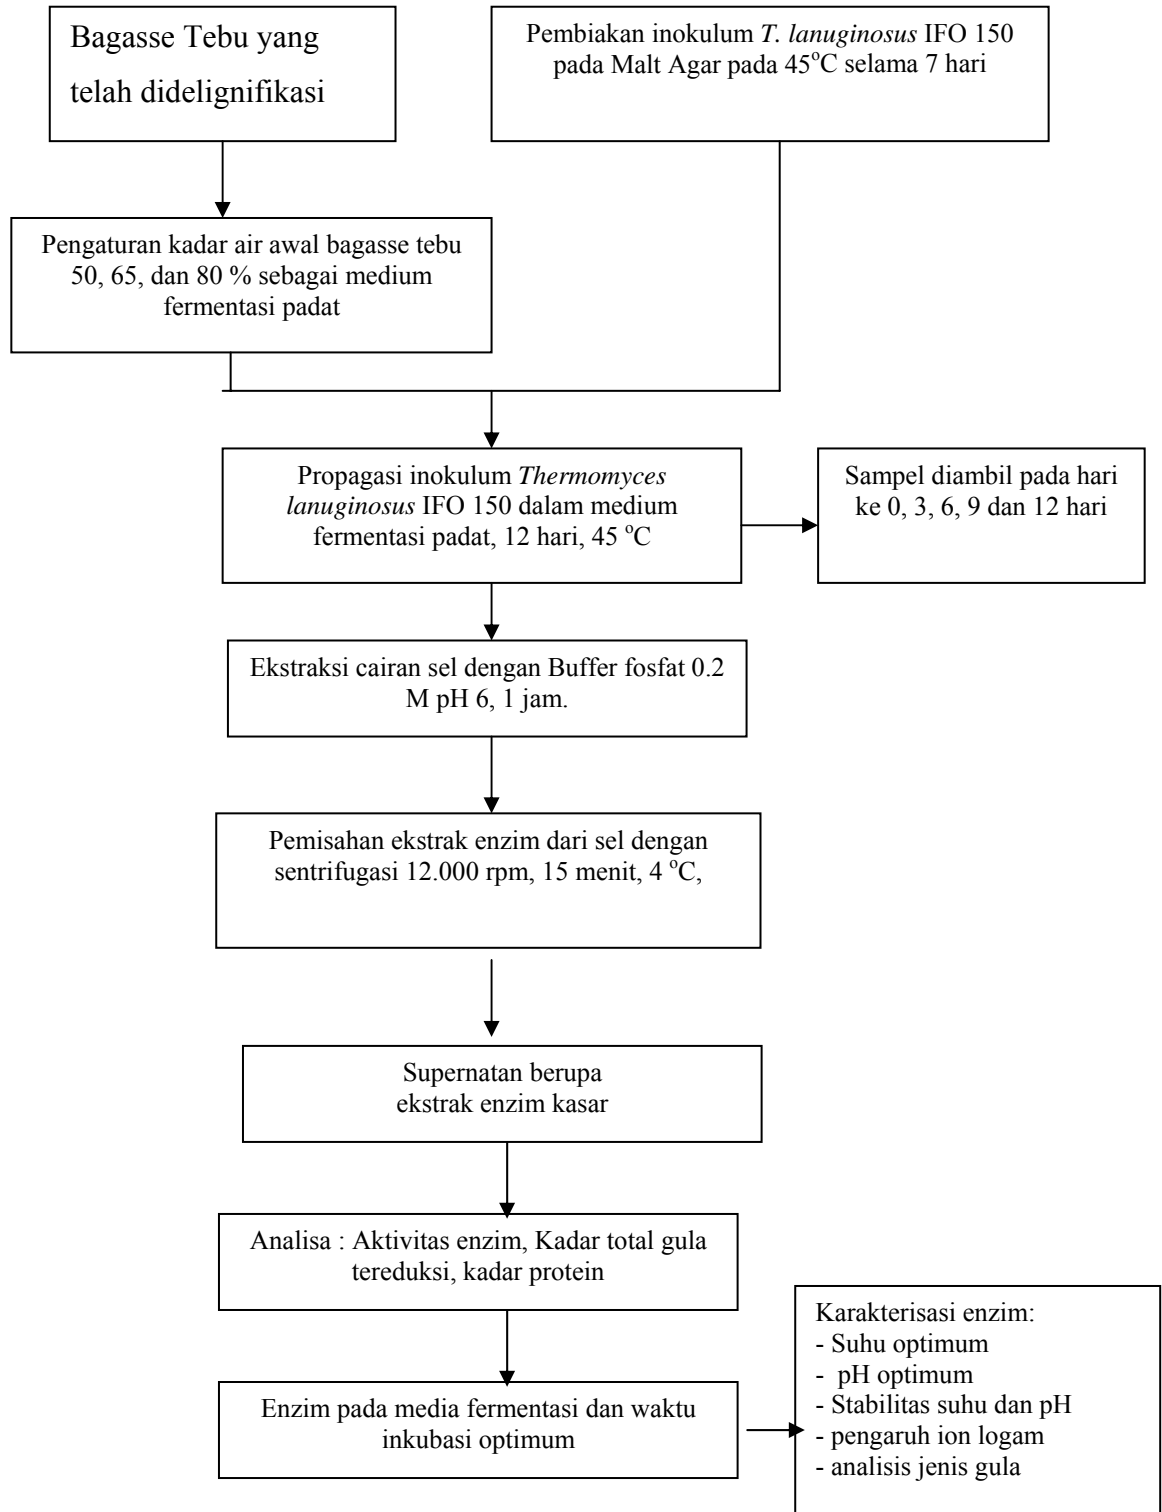 Bagasse Tebu yang
telah didelignifikasi
Pembiakan inokulum T. lanuginosus IFO 150
pada Malt Agar pada 45°C selama 7 hari
Pengaturan kadar air awal bagasse tebu
50, 65, dan 80 % sebagai medium
fermentasi padat
Propagasi inokulum Thermomyces
lanuginosus IFO 150 dalam medium
fermentasi padat, 12 hari, 45 °C
Sampel diambil pada hari
ke 0, 3, 6, 9 dan 12 hari
Ekstraksi cairan sel dengan Buffer fosfat 0.2
M pH 6, 1 jam.
Pemisahan ekstrak enzim dari sel dengan
sentrifugasi 12.000 rpm, 15 menit, 4 °C,
Supernatan berupa
ekstrak enzim kasar
Analisa : Aktivitas enzim, Kadar total gula
tereduksi, kadar protein
Enzim pada media fermentasi dan waktu
inkubasi optimum
Karakterisasi enzim:
- Suhu optimum
- pH optimum
- Stabilitas suhu dan pH
- pengaruh ion logam
- analisis jenis gula